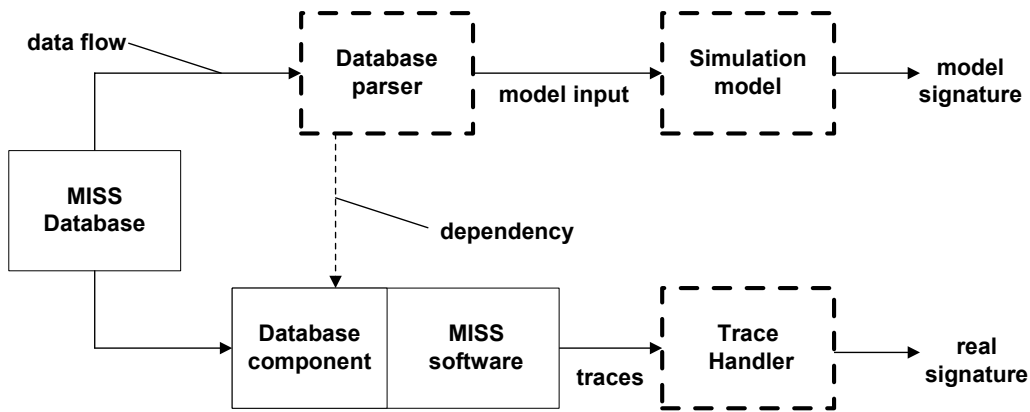 data flow
Database
parser
model input
Simulation
model
model
signature
MISS
Database
dependency
Database
component
MISS
software
traces
Trace
Handler
real
signature